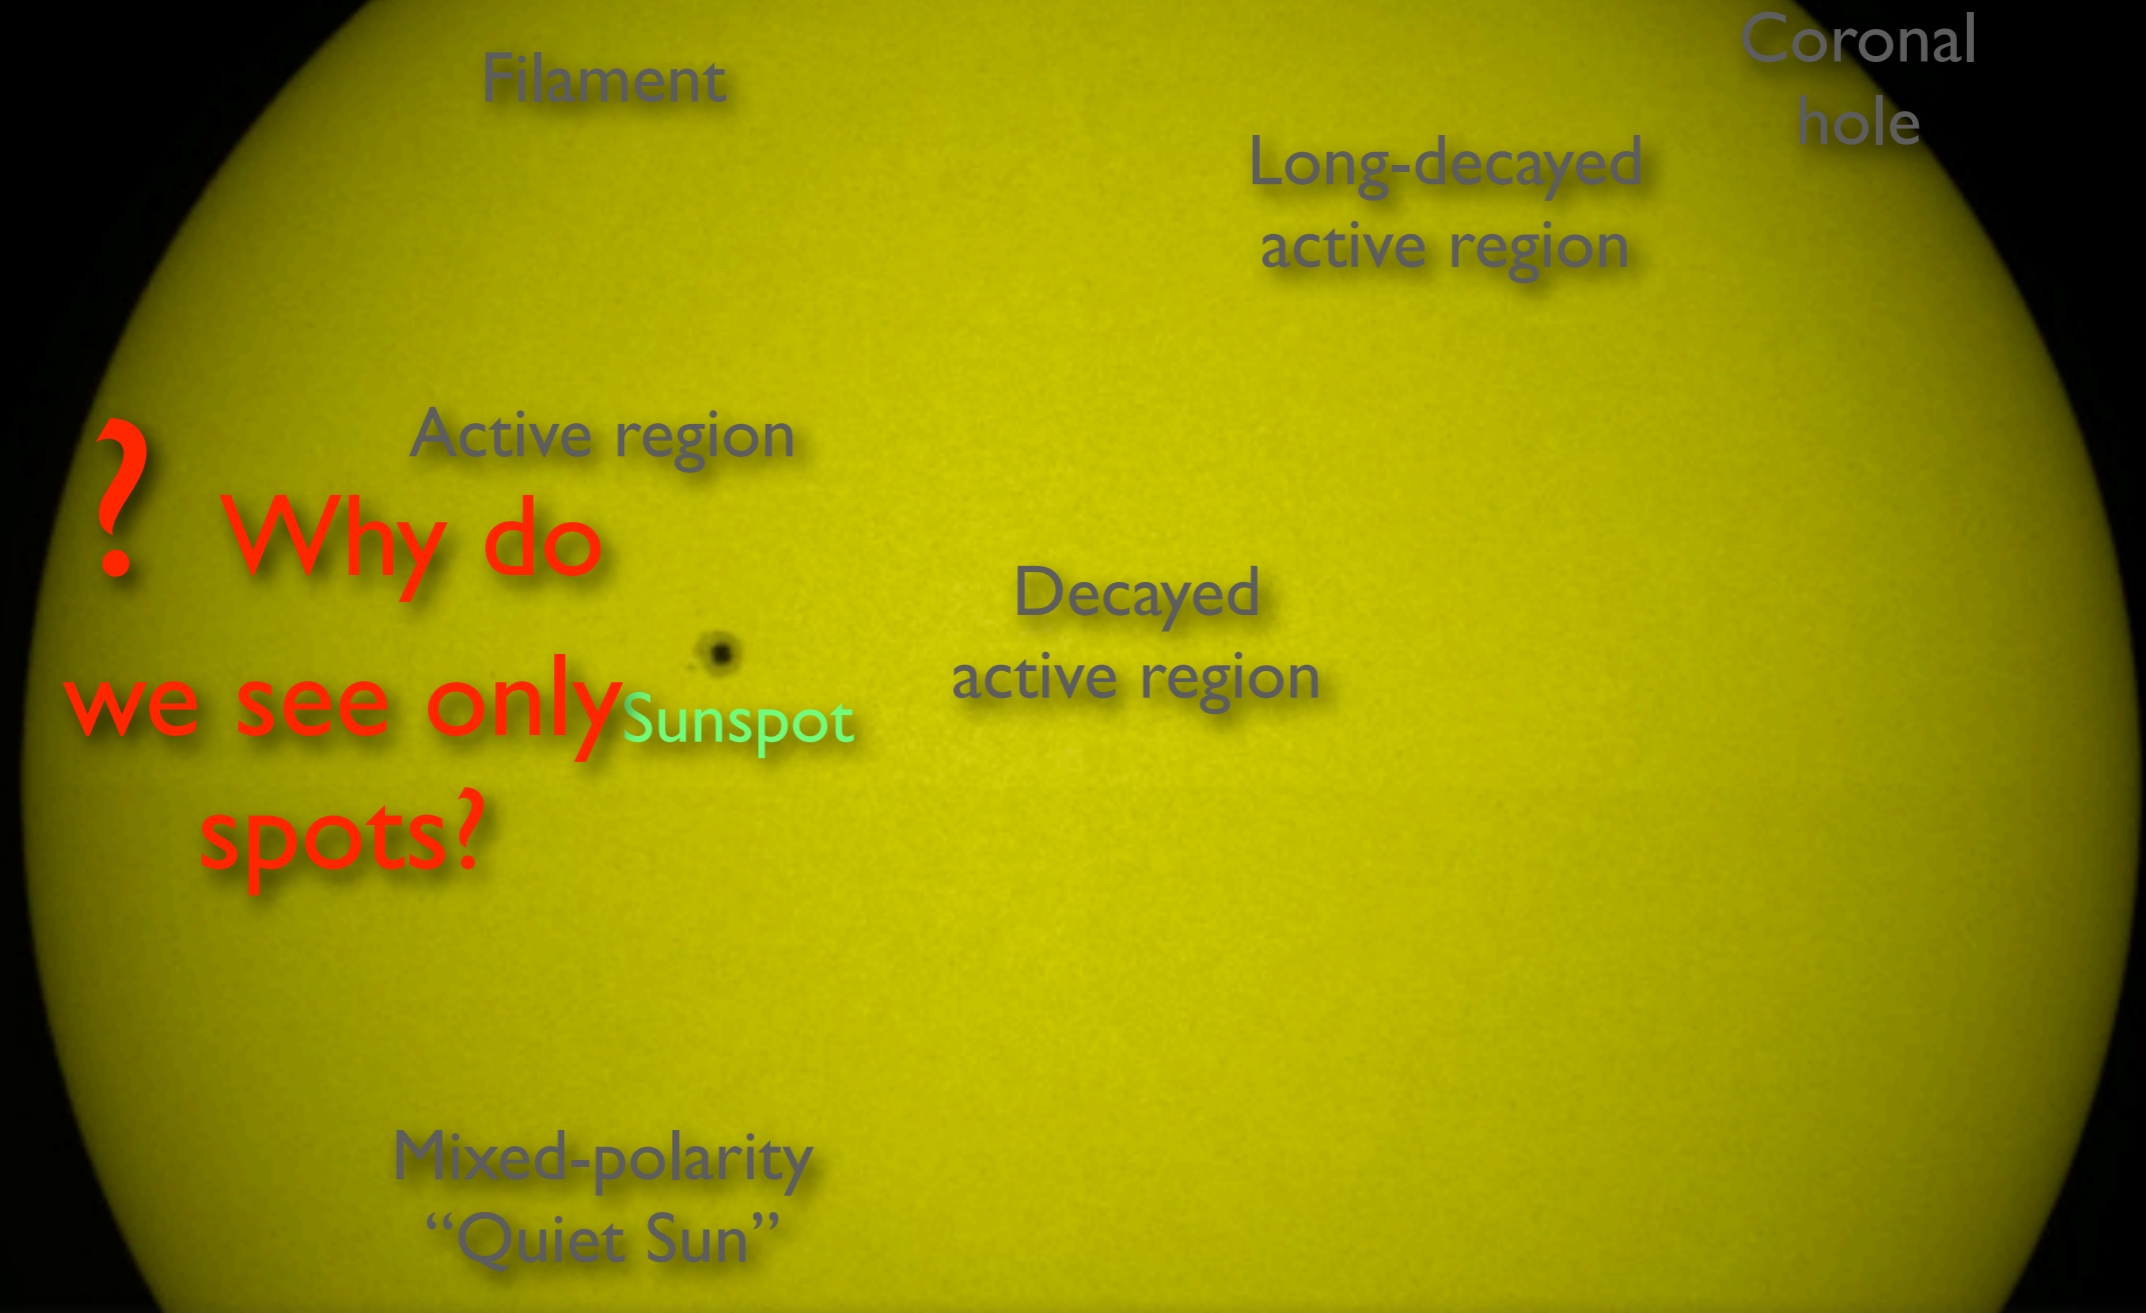 Filament
Coronal
hole
Long-decayed
active region
Active region
?
Why do
we see only
spots?
Sunspot
Decayed
active region
Mixed-polarity
“Quiet Sun”